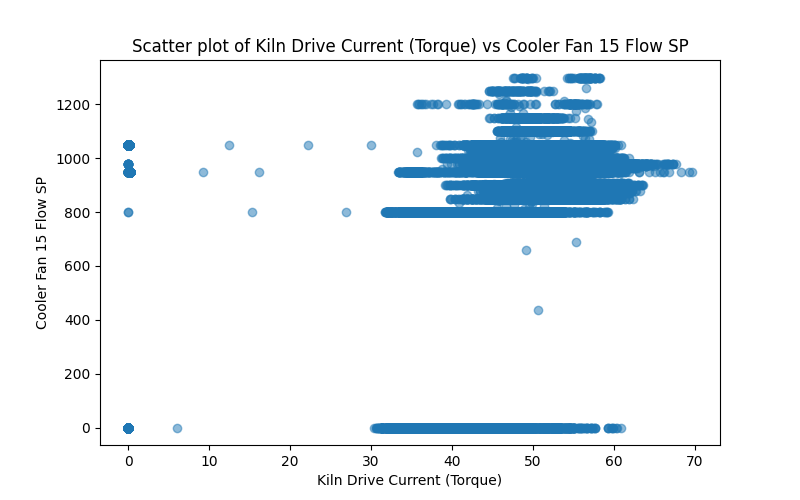 Scatter plot of Kiln Drive Current (Torque) vs Cooler Fan 15 Flow SP
Cooler Fan 15 Flow SP
1200
1000
800
600
400
200
0
0 10 20 30 40 50 60 70
Kiln Drive Current (Torque)